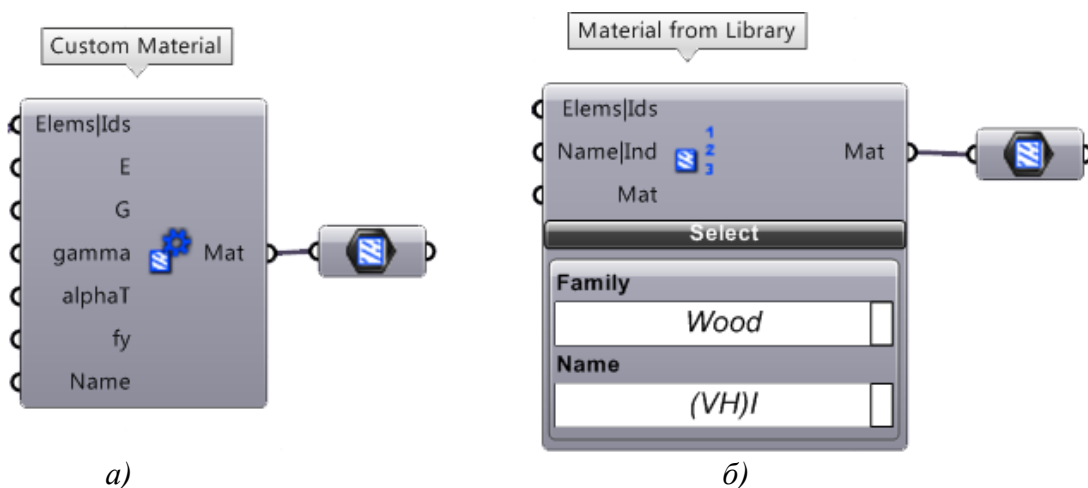 Custom Material
Elems|Ids
E
G
gamma
alphaT
fy
Name
Mat
а)
Material from Library
Elems|Ids
Name|Ind
Mat
1
2
3
Mat
Select
Family
Wood
Name
(VH)I
б)